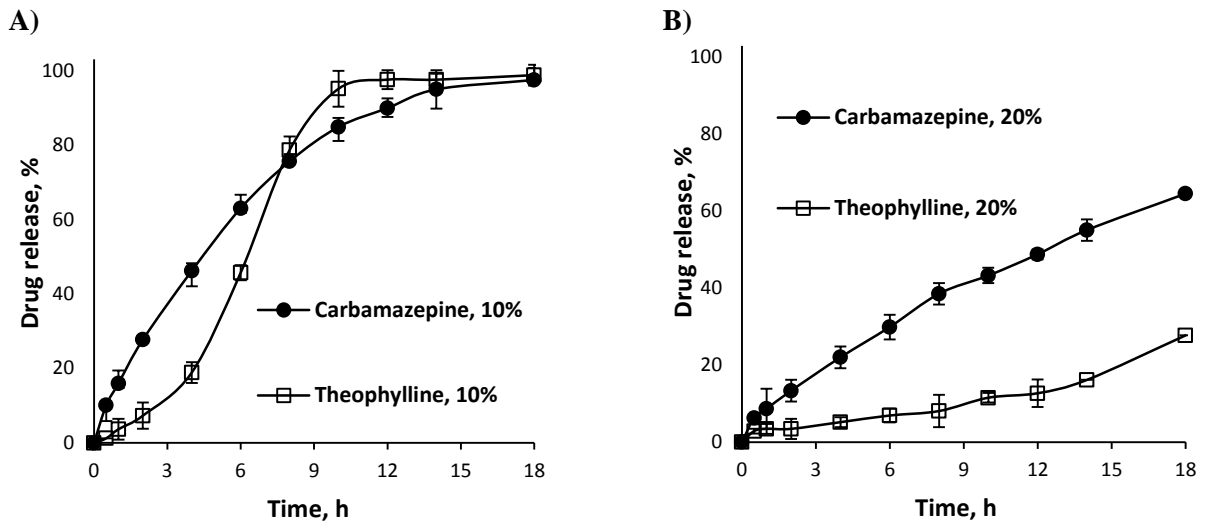 A)
100
80
60
40
20
0
Drug release, %
Carbamazepine, 10%
Theophylline, 10%
0 3 6 9 12 15 18
Time, h
B)
100
80
60
40
20
0
Drug release, %
Carbamazepine, 20%
Theophylline, 20%
0 3 6 9 12 15 18
Time, h